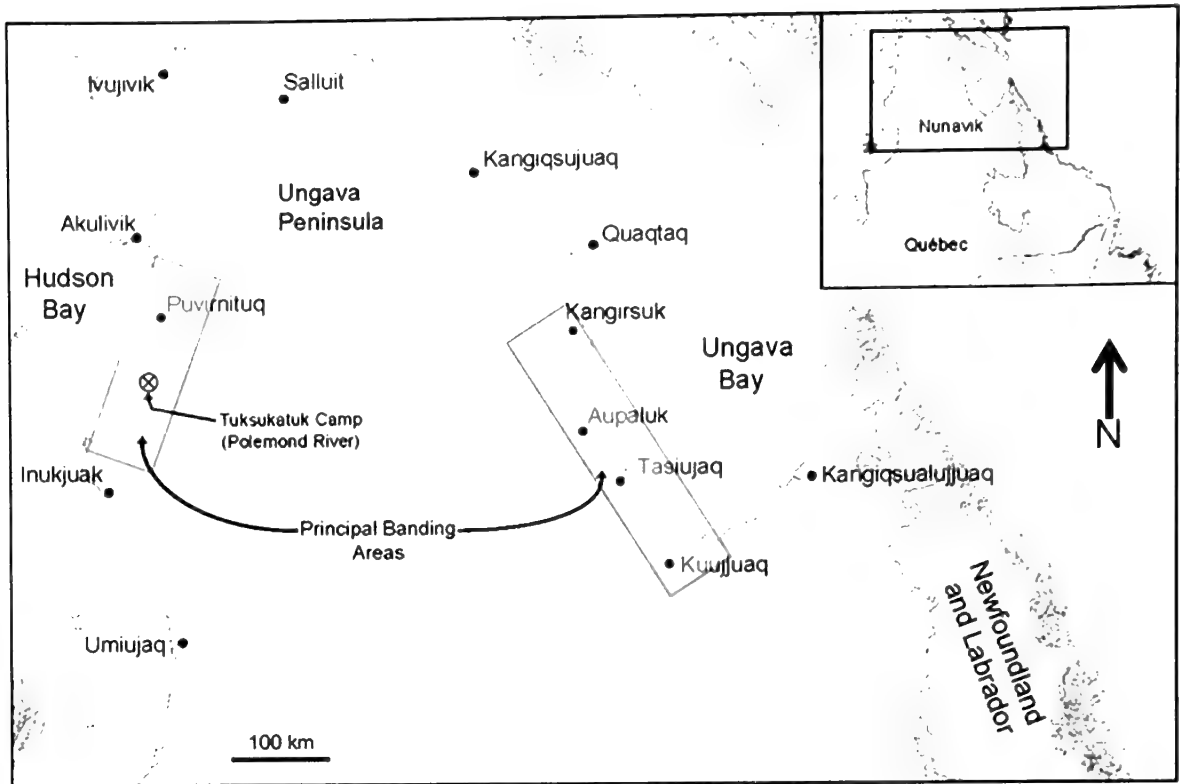 Ivujivik
Salluit
Kangiqsujuaq
Ungava
Peninsula
Akulivik
Quaqtaq
Hudson
Bay
Puvirnituq
Kangirsuk
Ungava
Bay
Tuksukatuk Camp
(Polemond River)
Aupaluk
Tasiujaq
Inukjuak
Kangiqsualujjuaq
Principal Banding
Areas
Kuujjuaq
Umiujaq
Newfoundland
and Labrador
100 km
N
Nunavik
Québec